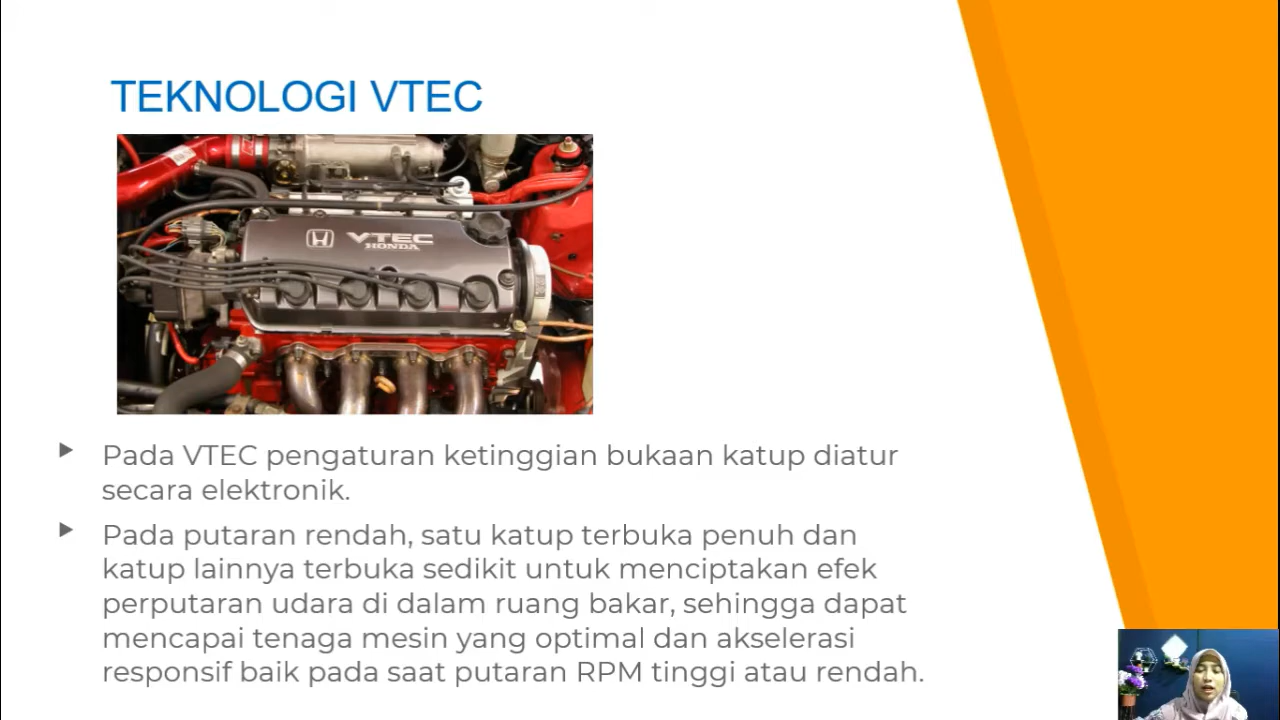 TEKNOLOGI VTEC
VTEC
HONDA
Pada VTEC pengaturan ketinggian bukaan katup diatur
secara elektronik.
Pada putaran rendah, satu katup terbuka penuh dan
katup lainnya terbuka sedikit untuk menciptakan efek
perputaran udara di dalam ruang bakar, sehingga dapat
mencapai tenaga mesin yang optimal dan akselerasi
responsif baik pada saat putaran RPM tinggi atau rendah.